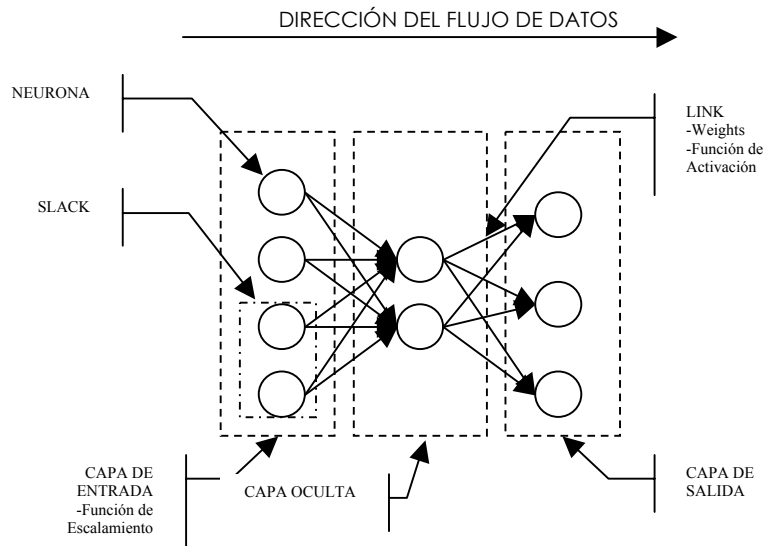 DIRECCIÓN DEL FLUJO DE DATOS
NEURONA
LINK
-Weights
-Función de
Activación
SLACK
CAPA DE
ENTRADA
-Función de
Escalamiento
CAPA OCULTA
CAPA DE
SALIDA